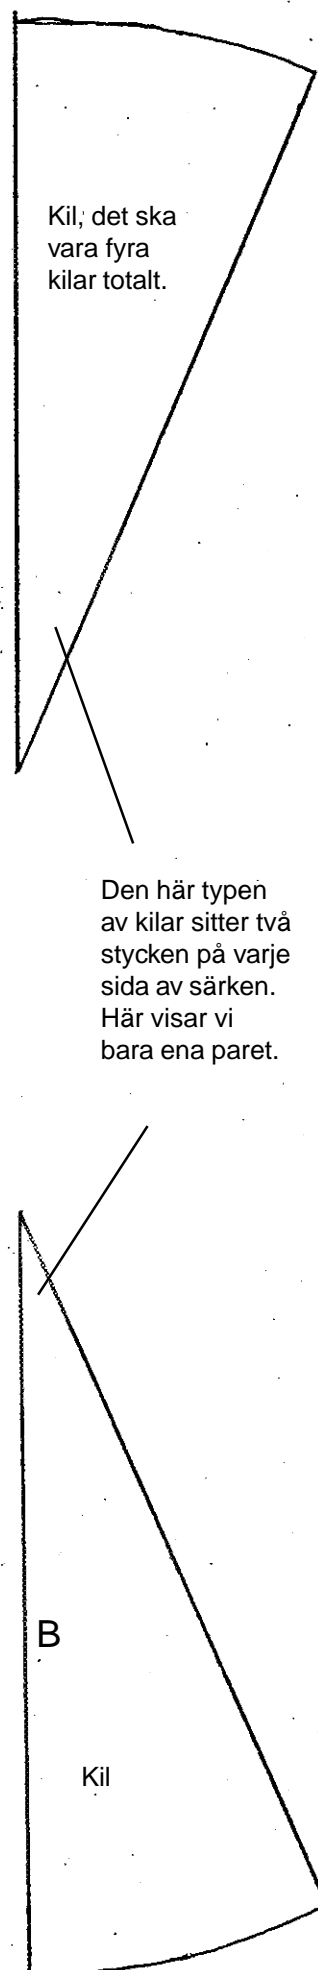 Kil, det ska
vara fyra
kilar totalt.
Den här typen
av kilar sitter två
stycken på varje
sida av särken.
Här visar vi
bara ena paret.
B
Kil